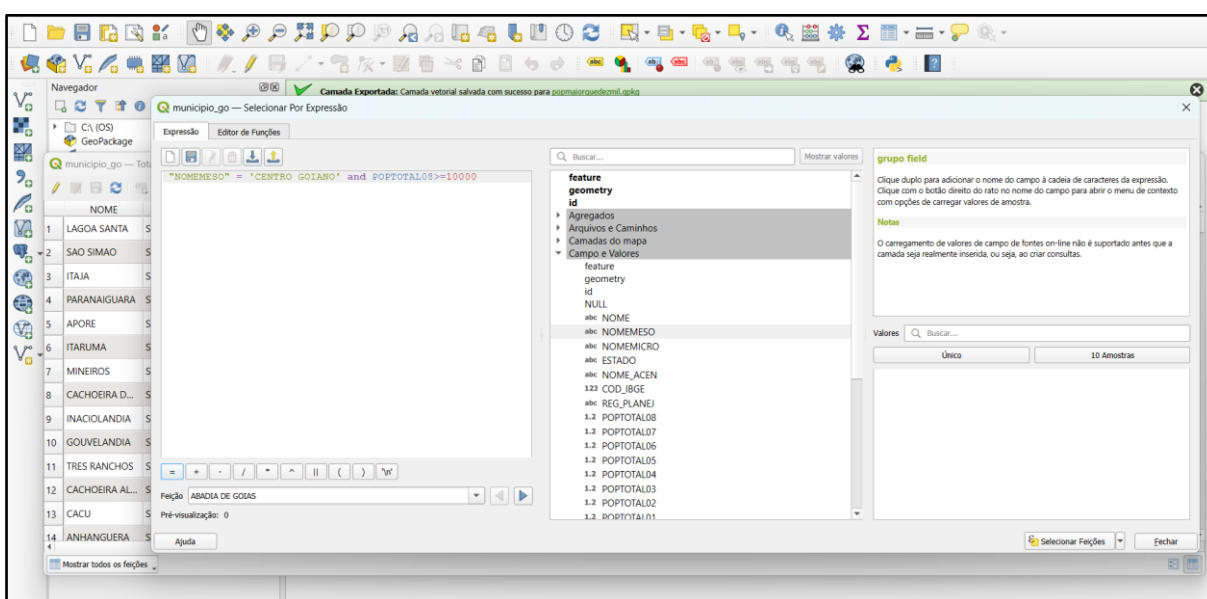 Navegador
Camada Exportada: Camada vetorial salvada com sucesso para popmaiorquedezmil.gpkg
C:\ (OS)
GeoPackage
municipio_go — Tot
NOME
1 LAGOA SANTA S
2 SAO SIMAO S
3 ITAJA S
4 PARANAIGUARA S
5 APORE S
6 ITARUMA S
7 MINEIROS S
8 CACHOEIRA D... S
9 INACIOLANDIA S
10 GOUVELANDIA S
11 TRES RANCHOS S
12 CACHOEIRA AL... S
13 CACU S
14 ANHANGUERA S
Mostrar todos os feições
municipio_go — Selecionar Por Expressão
Expressão Editor de Funções
"NOMEMESO" = 'CENTRO GOIANO' and POPTOTAL08>=10000
= + - / * ^ || ( ) '\n'
Feição ABADIA DE GOIAS
Pré-visualização: 0
Ajuda
Buscar... Mostrar valores
feature
geometry
id
Agregados
Arquivos e Caminhos
Camadas do mapa
Campo e Valores
feature
geometry
id
NULL
abc NOME
abc NOMEMESO
abc NOMEMICRO
abc ESTADO
abc NOME_ACEN
123 COD_IBGE
abc REG_PLANEJ
1.2 POPTOTAL08
1.2 POPTOTAL07
1.2 POPTOTAL06
1.2 POPTOTAL05
1.2 POPTOTAL04
1.2 POPTOTAL03
1.2 POPTOTAL02
1.2 POPTOTAL01
grupo field
Clique duplo para adicionar o nome do campo à cadeia de caracteres da expressão.
Clique com o botão direito do rato no nome do campo para abrir o menu de contexto
com opções de carregar valores de amostra.
Notas
O carregamento de valores de campo de fontes on-line não é suportado antes que a
camada seja realmente inserida, ou seja, ao criar consultas.
Valores Buscar...
Único 10 Amostras
Selecionar Feições Fechar